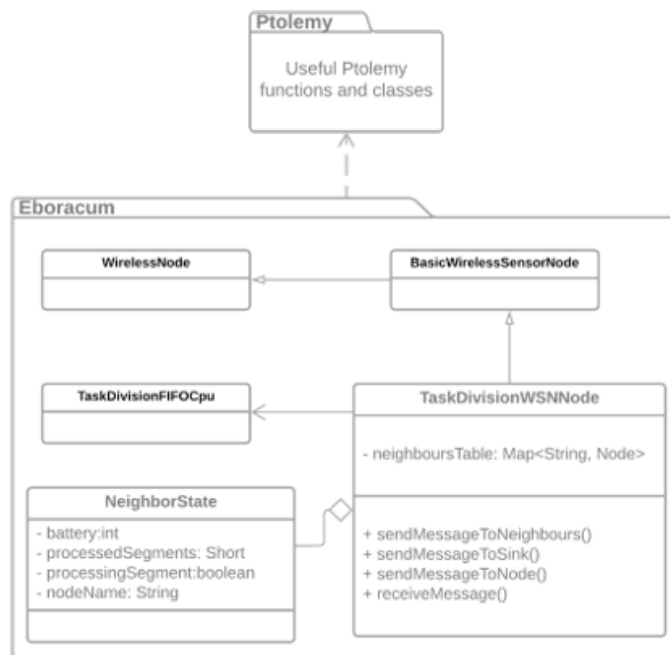 Ptolemy
Useful Ptolemy
functions and classes
Eboracum
WirelessNode
BasicWirelessSensorNode
TaskDivisionFIFOCpu
TaskDivisionWSNNode
- neighboursTable: Map<String, Node>
+ sendMessageToNeighbours()
+ sendMessageToSink()
+ sendMessageToNode()
+ receiveMessage()
NeighborState
- battery:int
- processedSegments: Short
- processingSegment:boolean
- nodeName: String